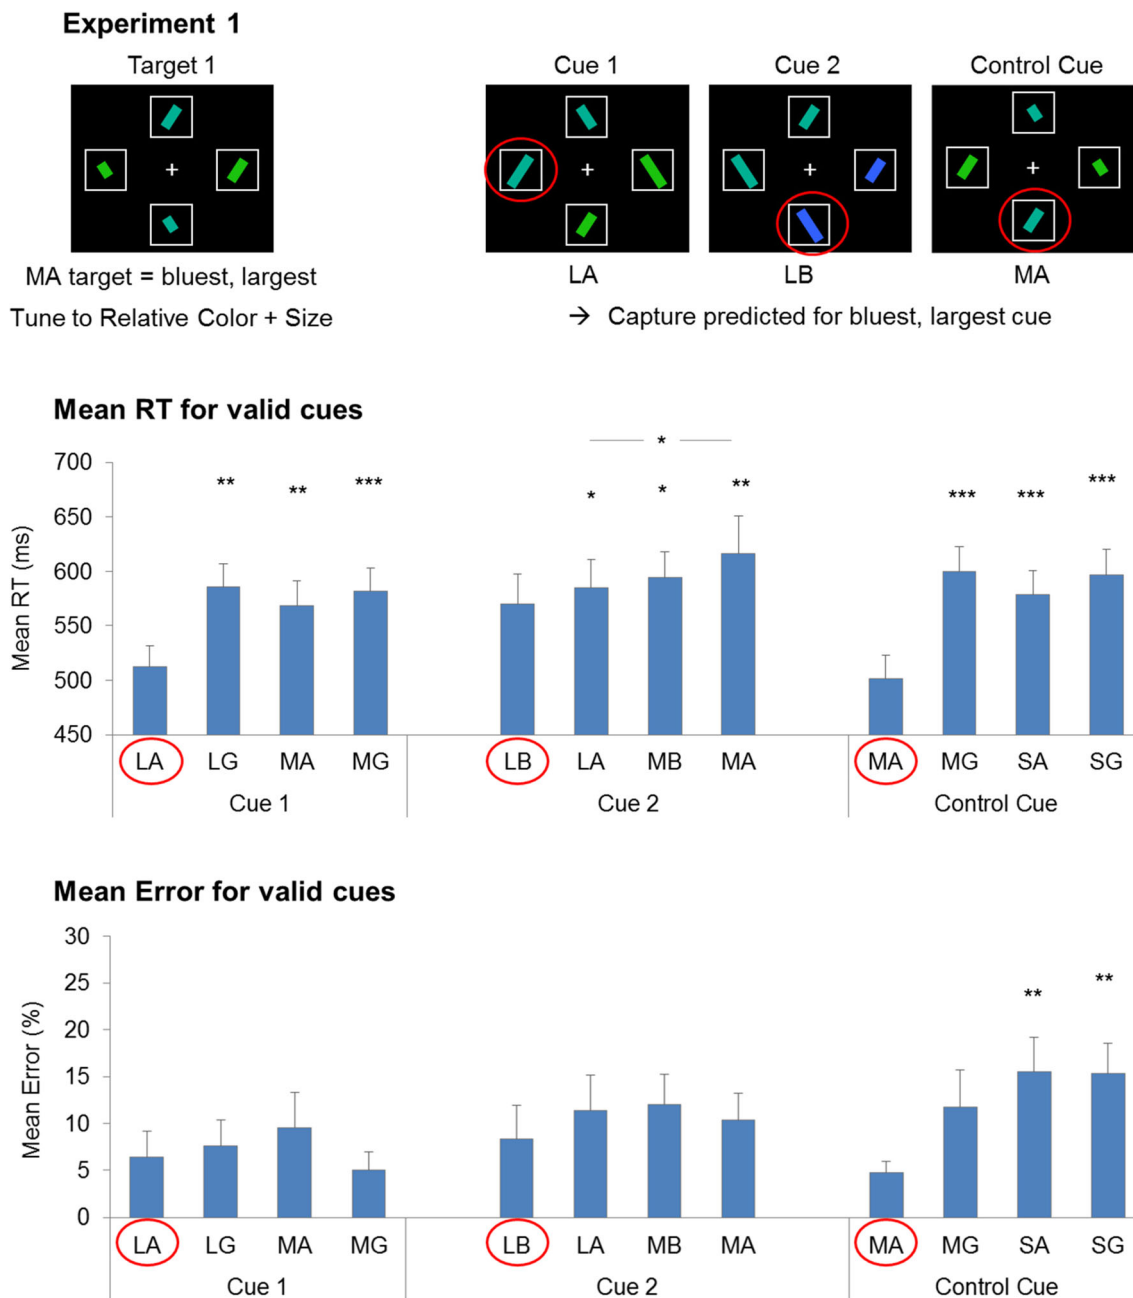 Experiment 1
Target 1
Cue 1 Cue 2 Control Cue
MA target = bluest, largest
LA LB MA
Tune to Relative Color + Size
→ Capture predicted for bluest, largest cue
Mean RT for valid cues
*
** ** *** * * ** *** *** ***
Mean RT (ms)
700
650
600
550
500
450
LA LG MA MG LB LA MB MA MA MG SA SG
Cue 1 Cue 2 Control Cue
Mean Error for valid cues
Mean Error (%)
30
25
20
15
10
5
0
** **
LA LG MA MG LB LA MB MA MA MG SA SG
Cue 1 Cue 2 Control Cue